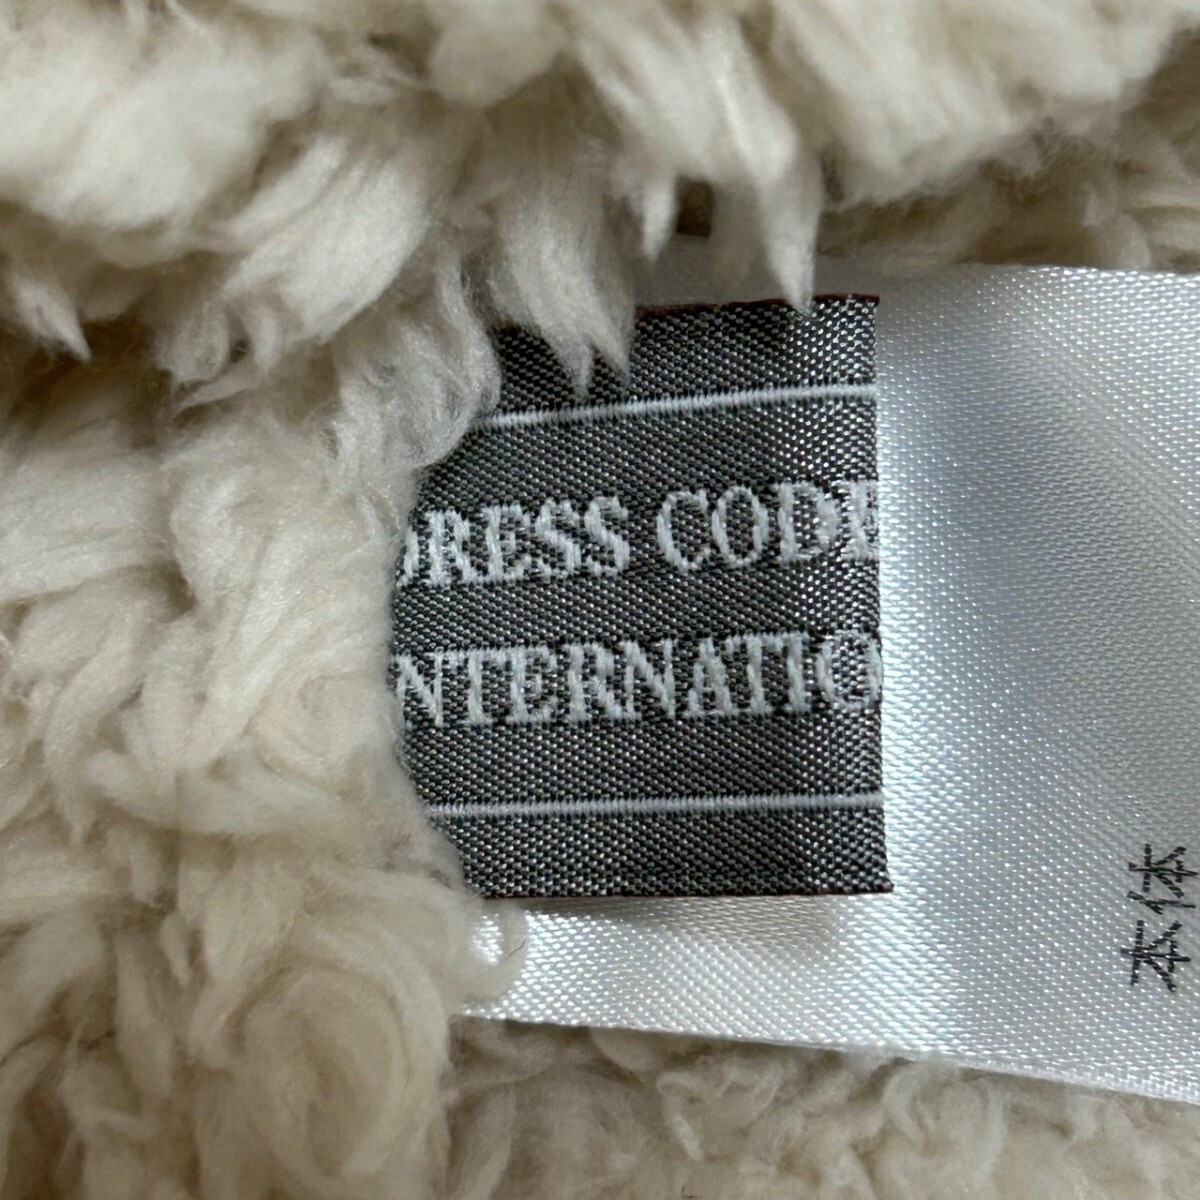 DRESS CODE
INTERNATIO
本体